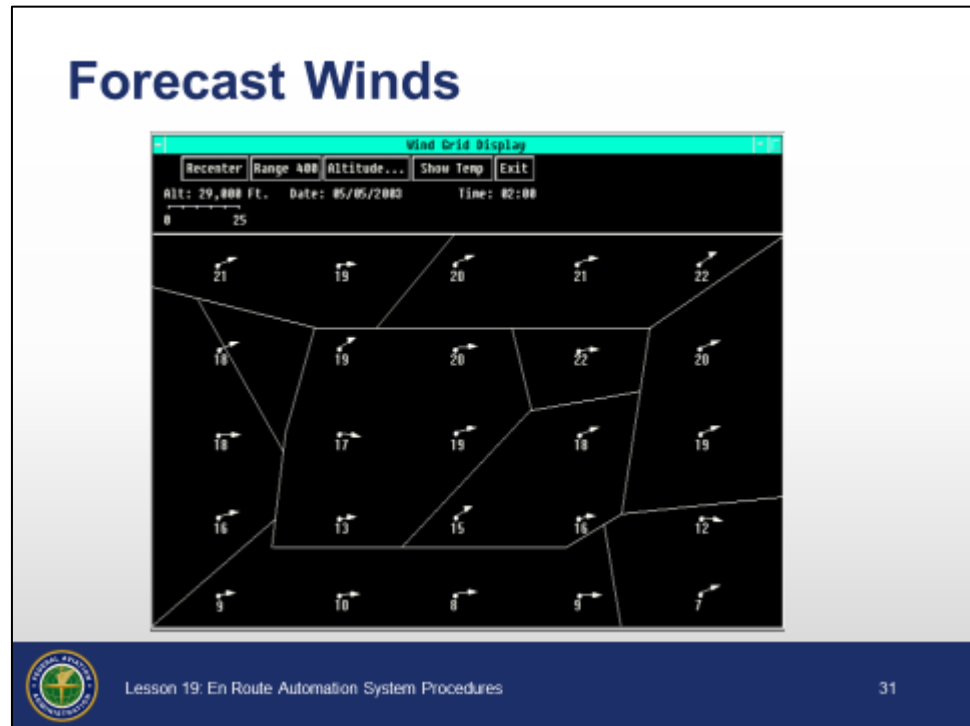 Forecast Winds
Wind Grid Display
Recenter Range 400 Altitude... Show Temp Exit
Alt: 29,000 Ft. Date: 05/05/2003 Time: 02:00
0 25
21 19 20 21 22
18 19 20 22 20
18 17 19 18 19
16 13 15 16 12
9 10 8 9 7
FEDERAL AVIATION
ADMINISTRATION
Lesson 19: En Route Automation System Procedures
31